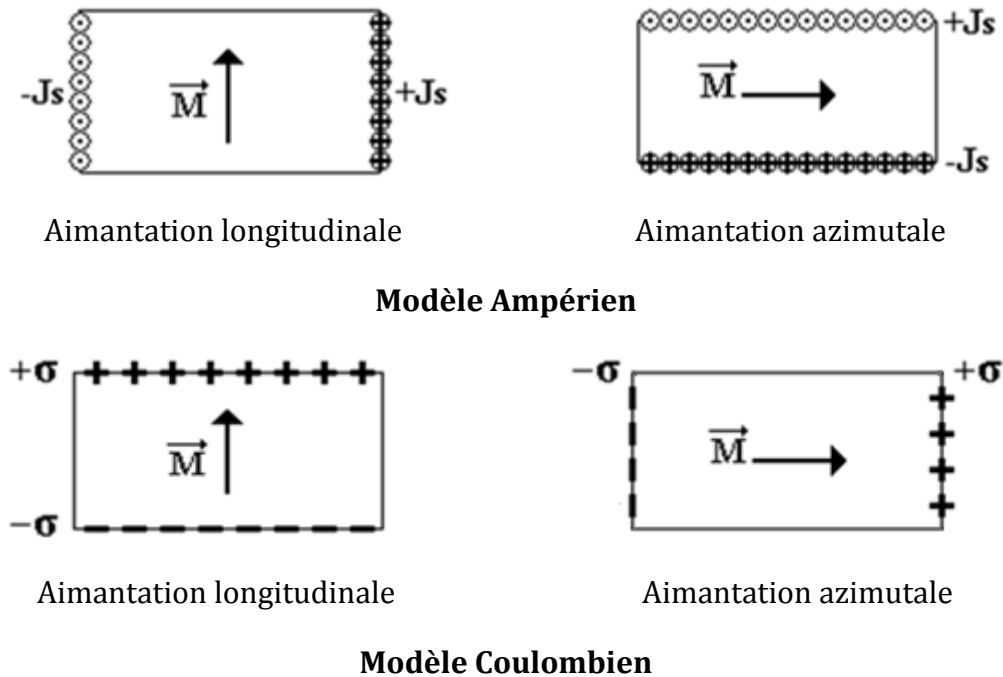 +Js
-Js M +Js M
-Js
Aimantation longitudinale Aimantation azimutale
Modèle Ampérien
+σ −σ +σ
M M
−σ
Aimantation longitudinale Aimantation azimutale
Modèle Coulombien